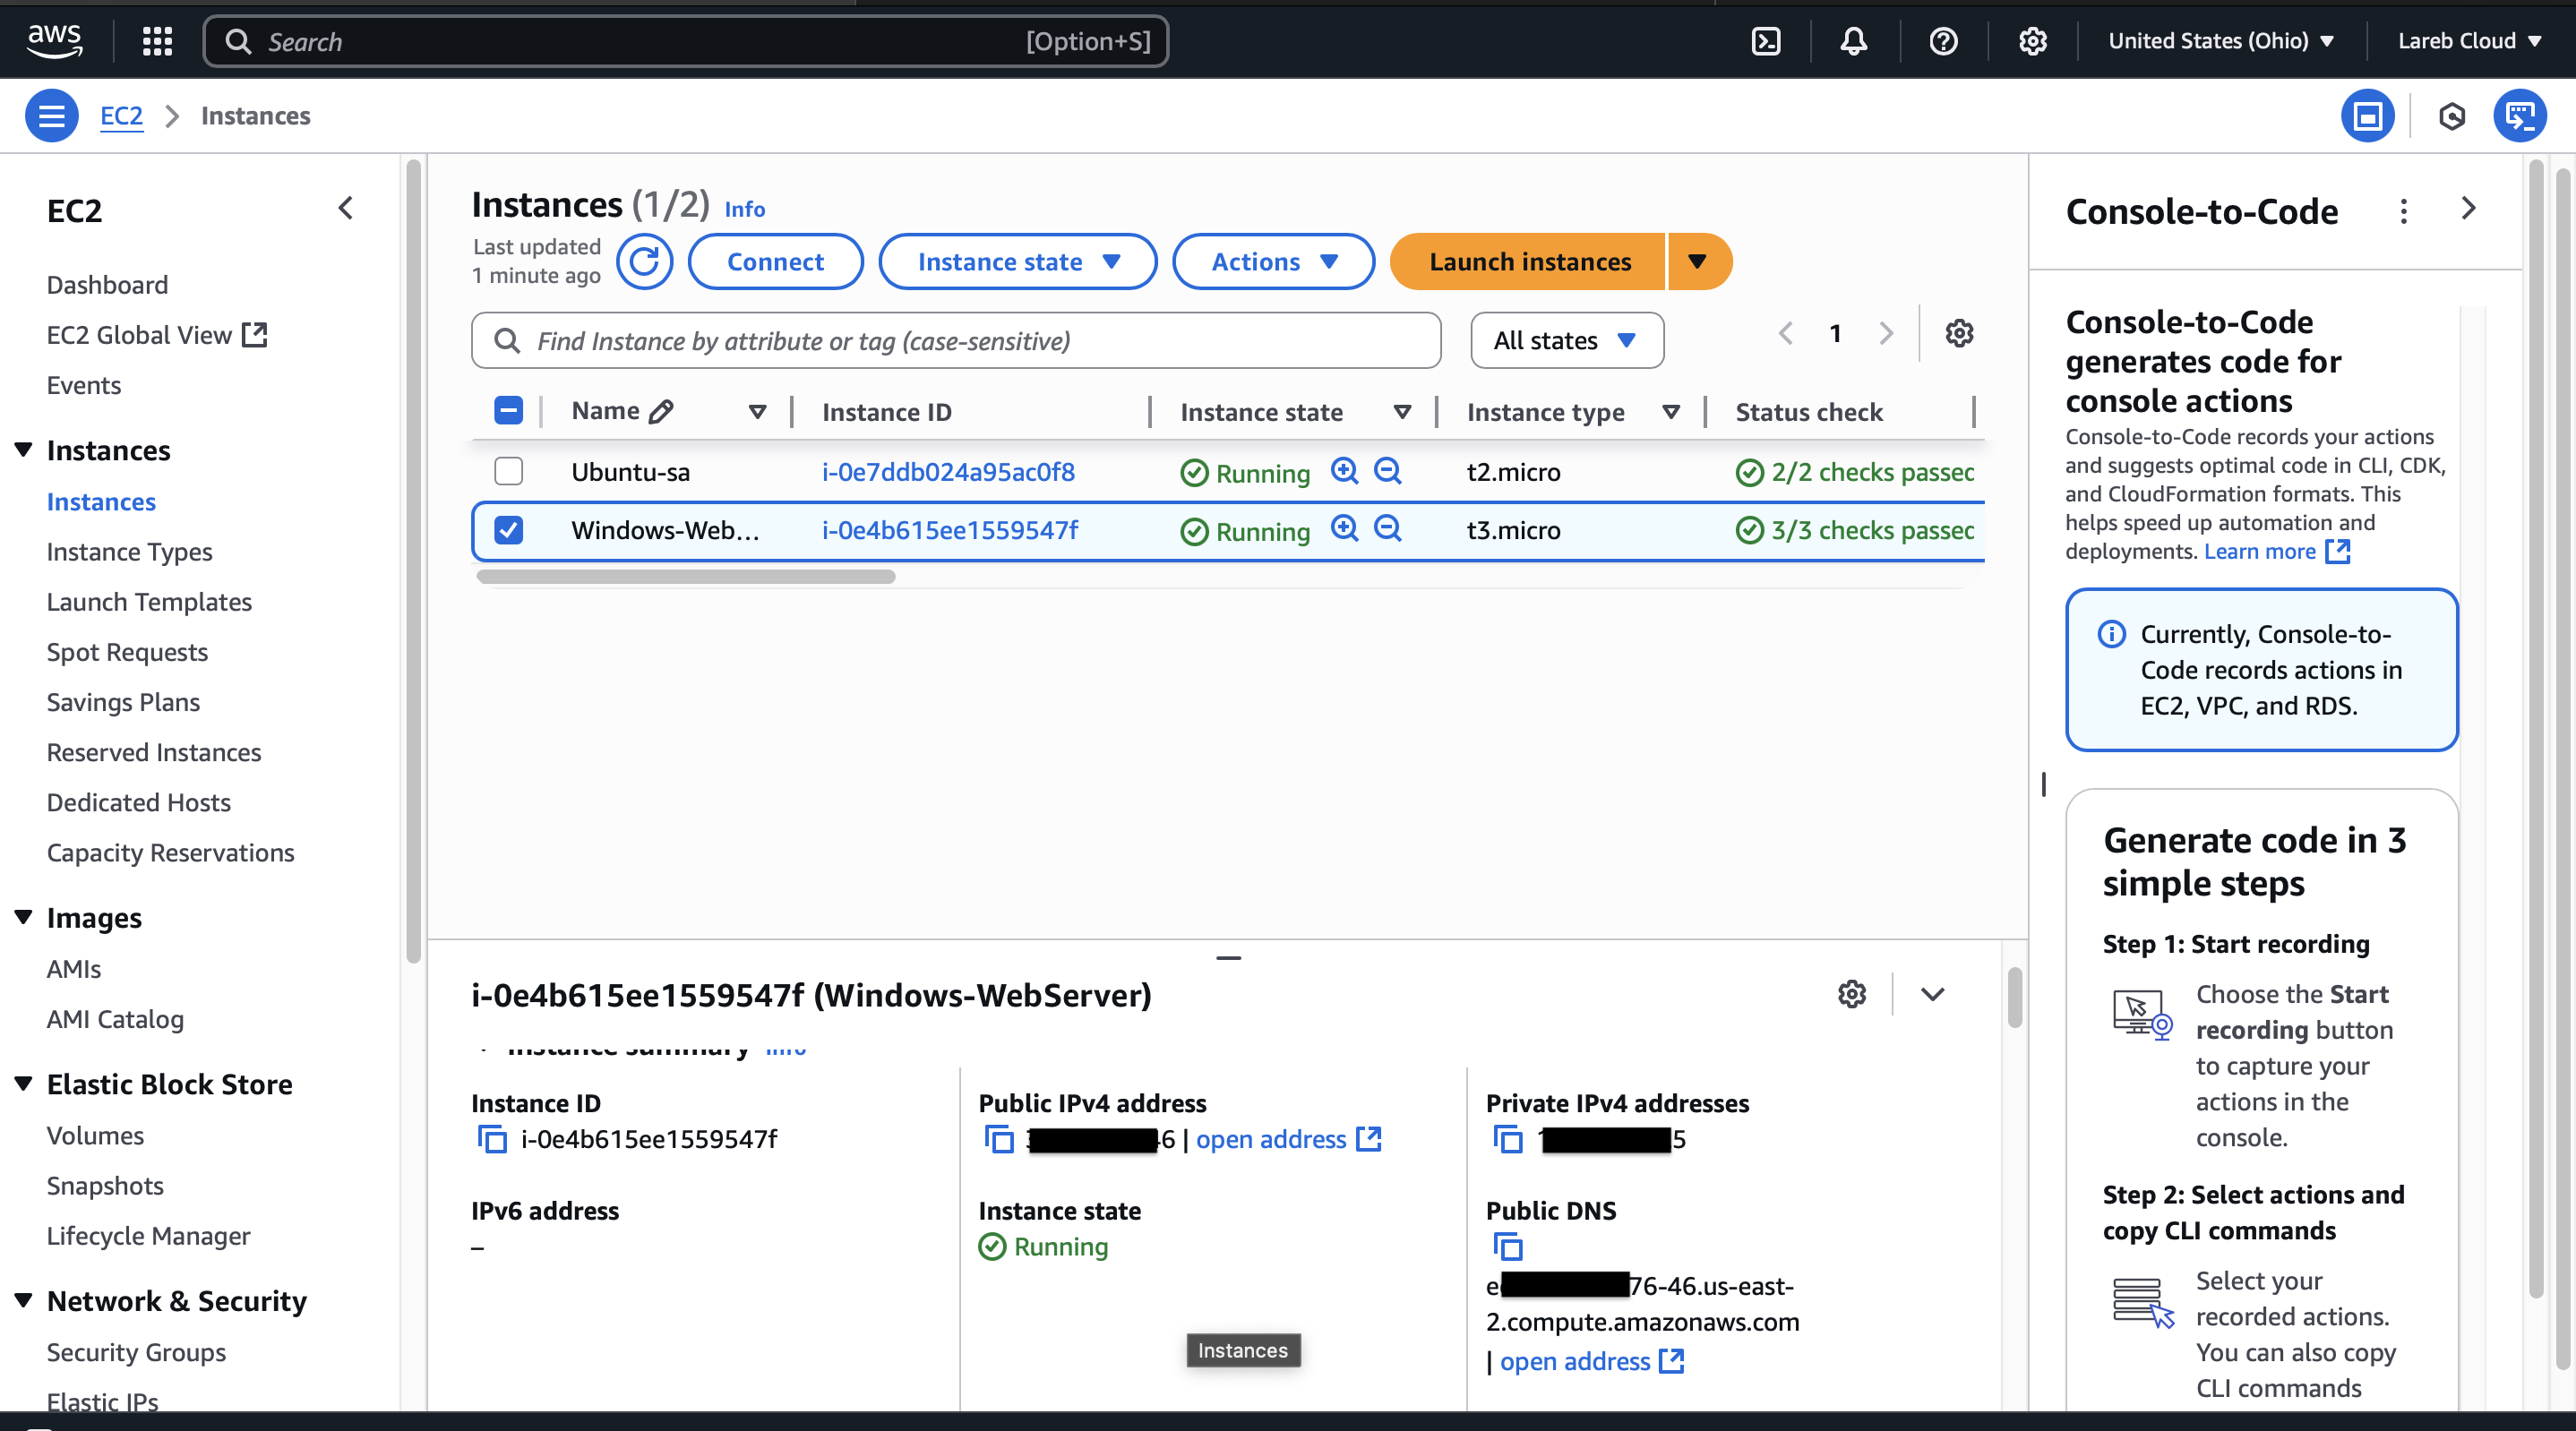 aws
Search [Option+S]
United States (Ohio)
Lareb Cloud
EC2 Instances
EC2
Dashboard
EC2 Global View
Events
Instances
Instances
Instance Types
Launch Templates
Spot Requests
Savings Plans
Reserved Instances
Dedicated Hosts
Capacity Reservations
Images
AMIs
AMI Catalog
Elastic Block Store
Volumes
Snapshots
Lifecycle Manager
Network & Security
Security Groups
Elastic IPs
Instances (1/2) Info
Last updated
1 minute ago
Connect
Instance state
Actions
Launch instances
Find Instance by attribute or tag (case-sensitive)
All states
1
Name Instance ID Instance state Instance type Status check
Ubuntu-sa i-0e7ddb024a95ac0f8 Running t2.micro 2/2 checks passed
Windows-Web... i-0e4b615ee1559547f Running t3.micro 3/3 checks passed
i-0e4b615ee1559547f (Windows-WebServer)
Instance summary Info
Instance ID
i-0e4b615ee1559547f
Public IPv4 address
6 | open address
Private IPv4 addresses
5
IPv6 address
–
Instance state
Running
Public DNS
e 76-46.us-east-
2.compute.amazonaws.com
| open address
Instances
Console-to-Code
Console-to-Code
generates code for
console actions
Console-to-Code records your actions
and suggests optimal code in CLI, CDK,
and CloudFormation formats. This
helps speed up automation and
deployments. Learn more
Currently, Console-to-
Code records actions in
EC2, VPC, and RDS.
Generate code in 3
simple steps
Step 1: Start recording
Choose the Start
recording button
to capture your
actions in the
console.
Step 2: Select actions and
copy CLI commands
Select your
recorded actions.
You can also copy
CLI commands